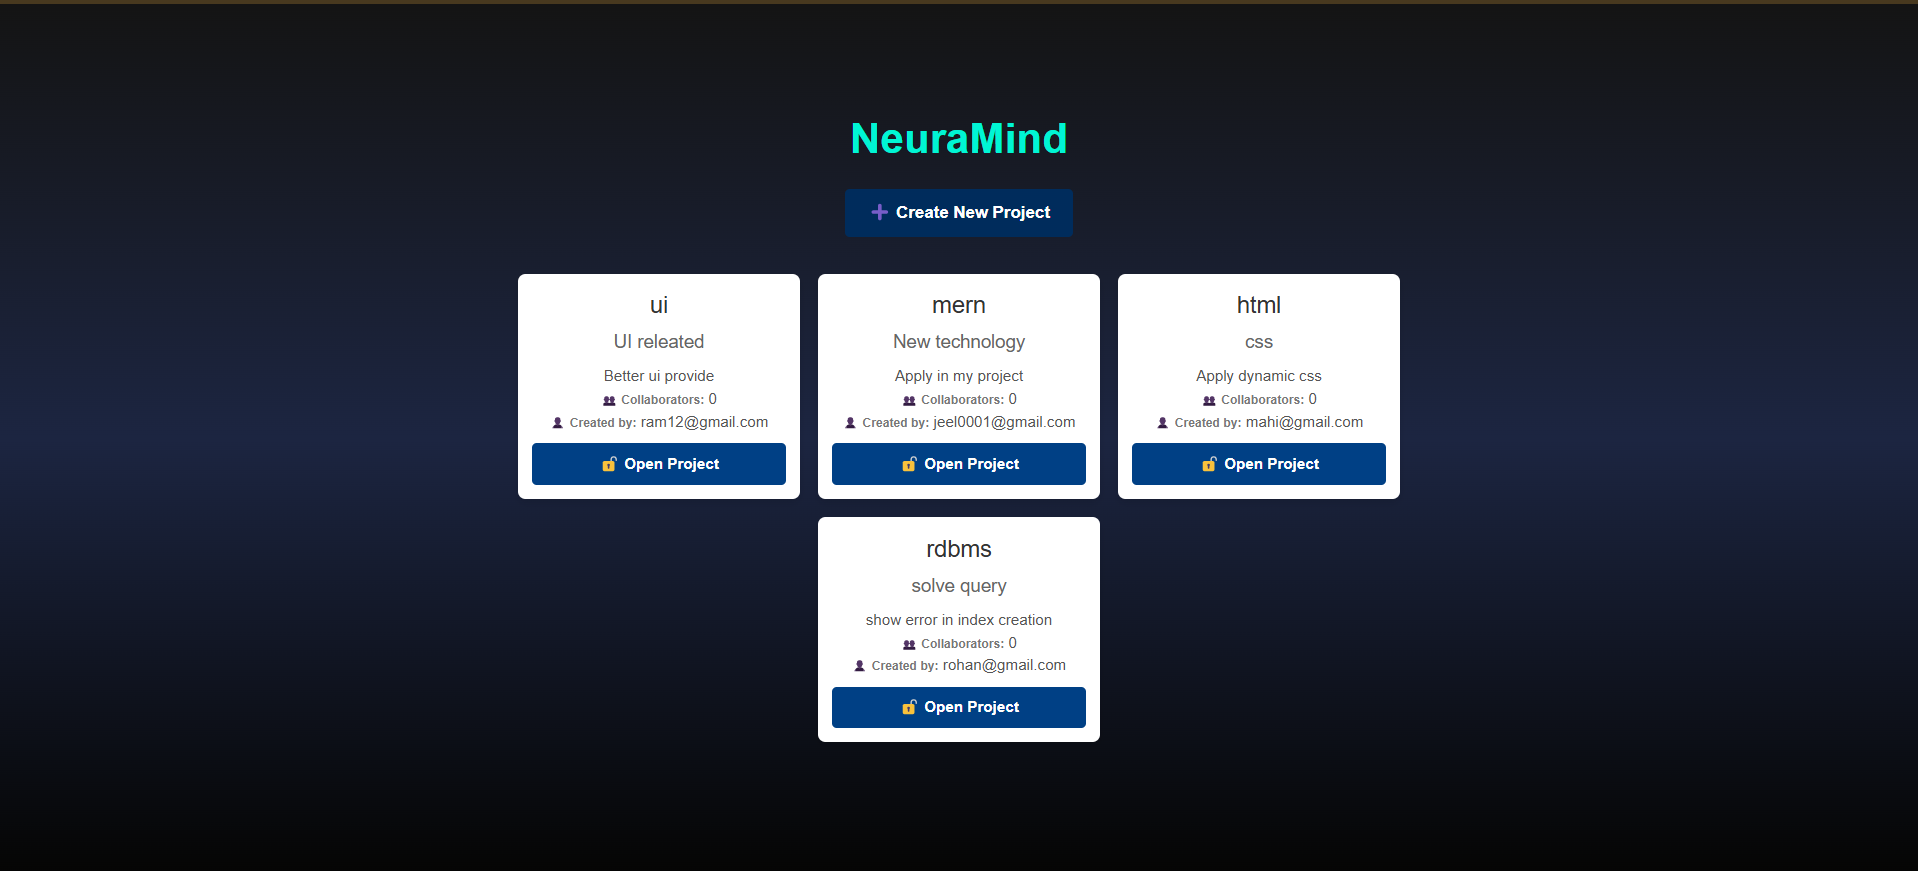 NeuraMind
Create New Project
ui
UI releated
Better ui provide
Collaborators: 0
Created by: ram12@gmail.com
Open Project
mern
New technology
Apply in my project
Collaborators: 0
Created by: jeel0001@gmail.com
Open Project
html
css
Apply dynamic css
Collaborators: 0
Created by: mahi@gmail.com
Open Project
rdbms
solve query
show error in index creation
Collaborators: 0
Created by: rohan@gmail.com
Open Project